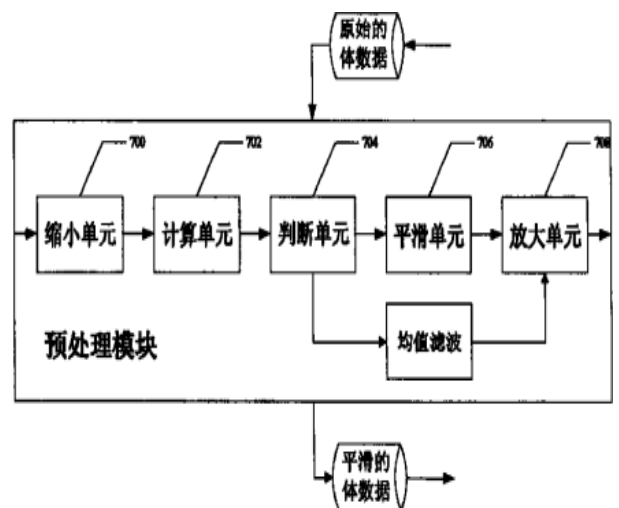 原始的
体数据
700
702
704
706
708
缩小单元
计算单元
判断单元
平滑单元
放大单元
均值滤波
预处理模块
平滑的
体数据